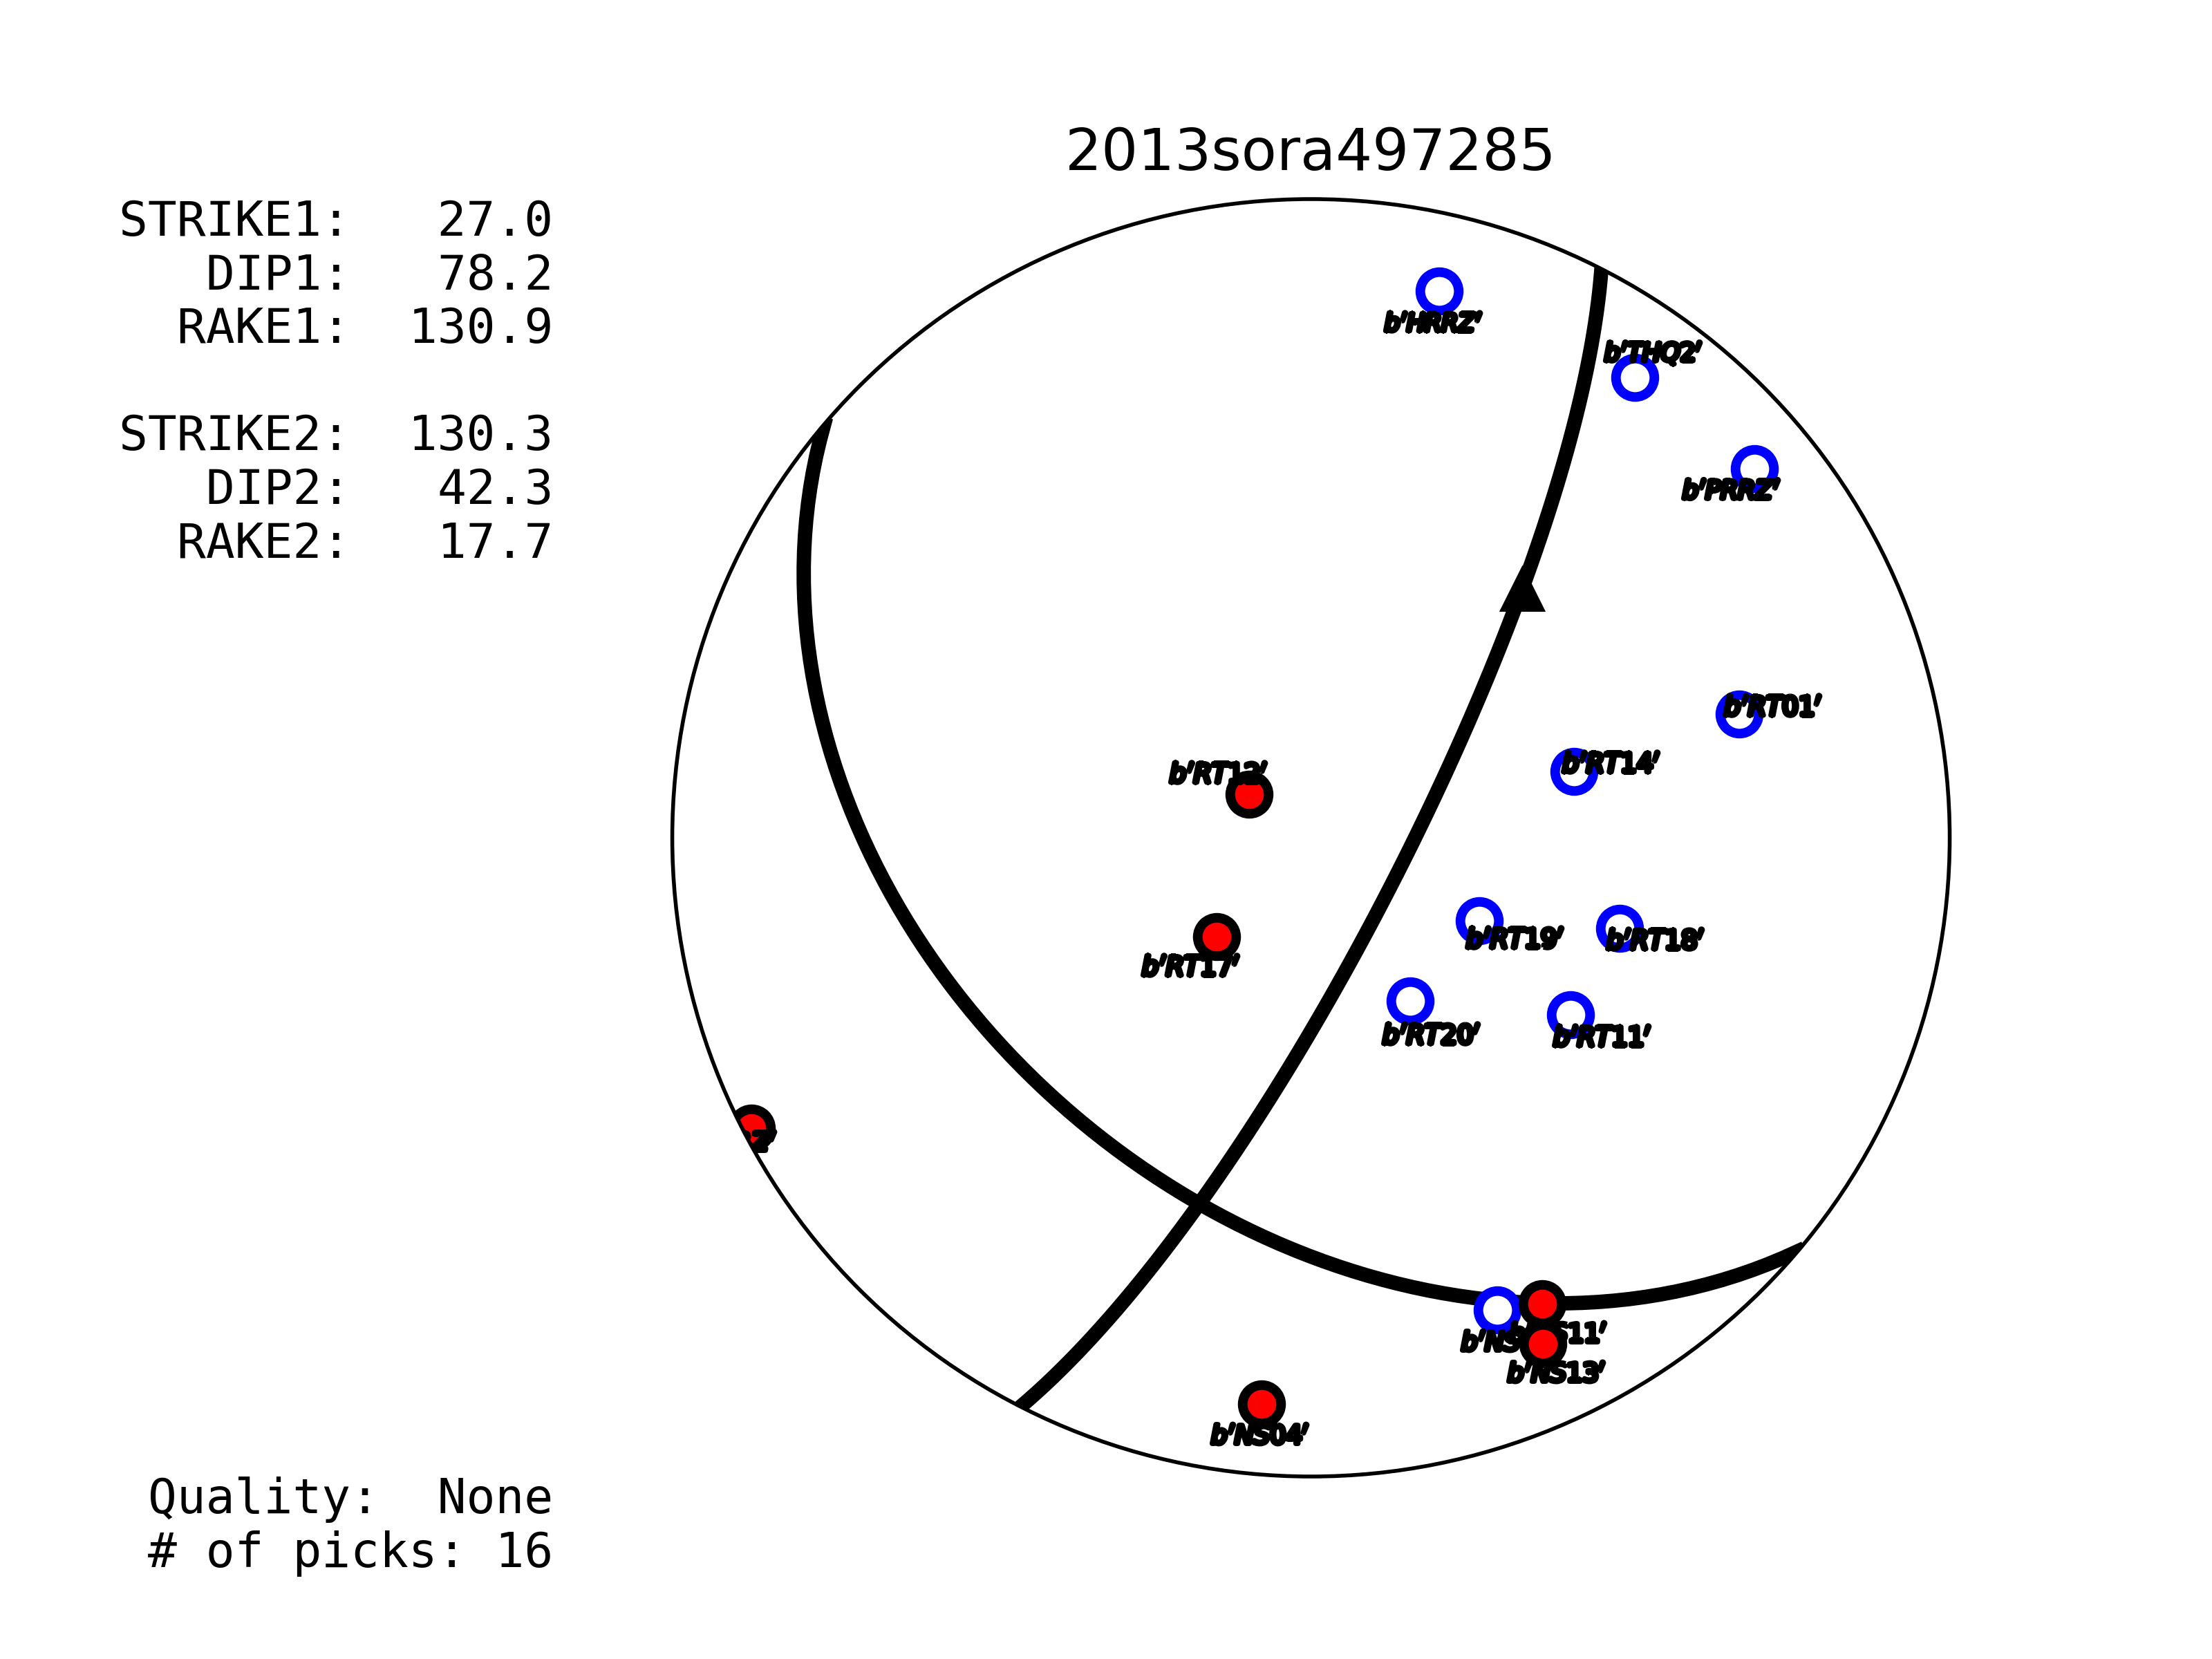 2013sora497285
STRIKE1: 27.0
DIP1: 78.2
RAKE1: 130.9
STRIKE2: 130.3
DIP2: 42.3
RAKE2: 17.7
b'HRRZ'
b'THQ2'
b'PRRZ'
b'RT01'
b'RT14'
b'RT17'
b'RT19'
b'RT18'
b'RT20'
b'RT11'
b'NS13'
b'NS04'
Quality: None
# of picks: 16